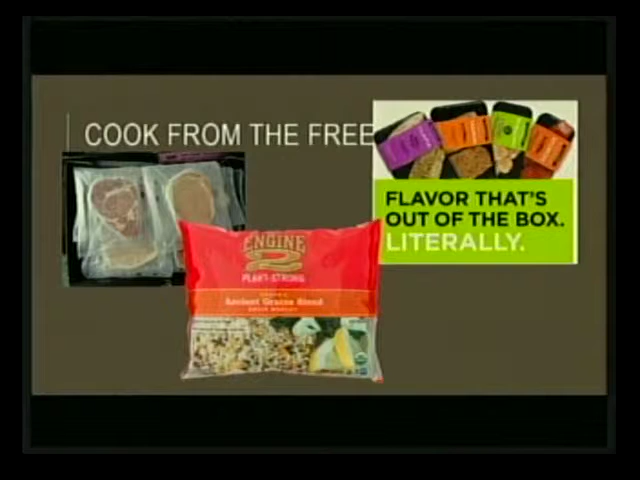 COOK FROM THE FREE
FLAVOR THAT'S
OUT OF THE BOX.
LITERALLY.
ENGINE
2
PLANT-STRONG
Ancient Grains Blend